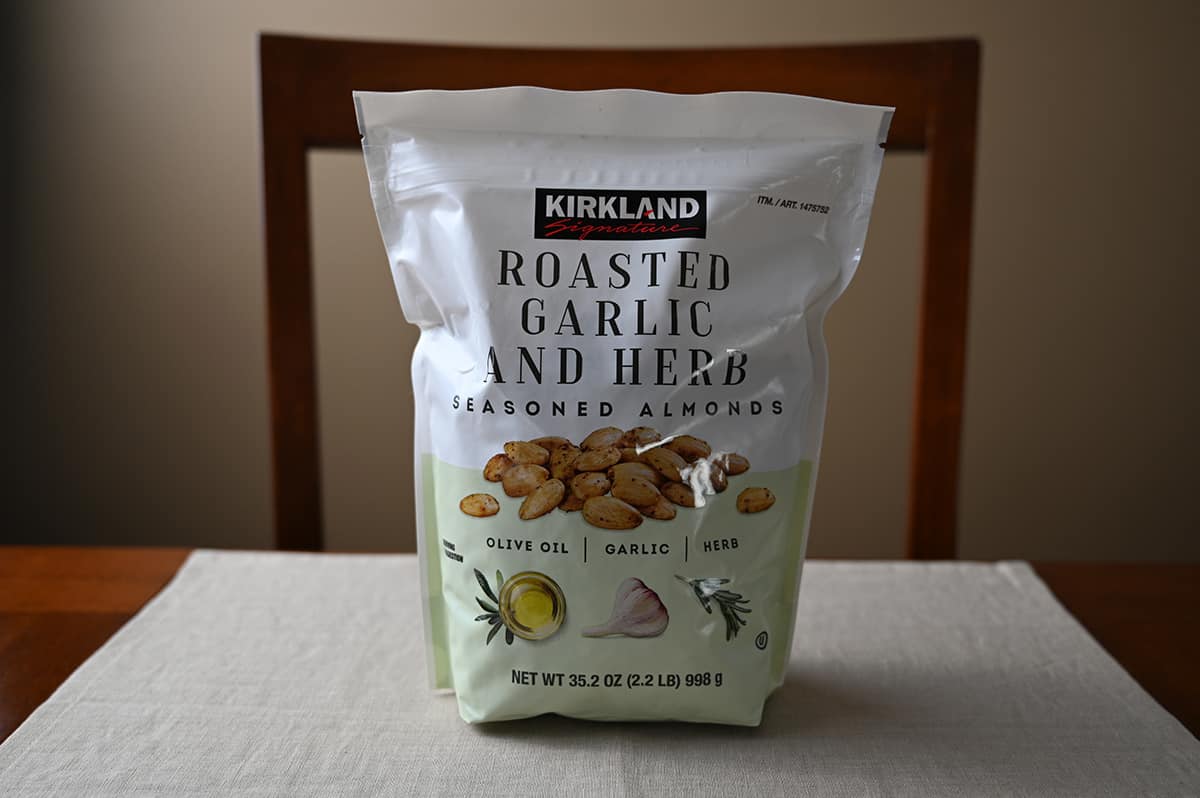 KIRKLAND
Signature
ITM. / ART. 1475752
ROASTED
GARLIC
AND HERB
SEASONED ALMONDS
OLIVE OIL | GARLIC | HERB
U
NET WT 35.2 OZ (2.2 LB) 998 g